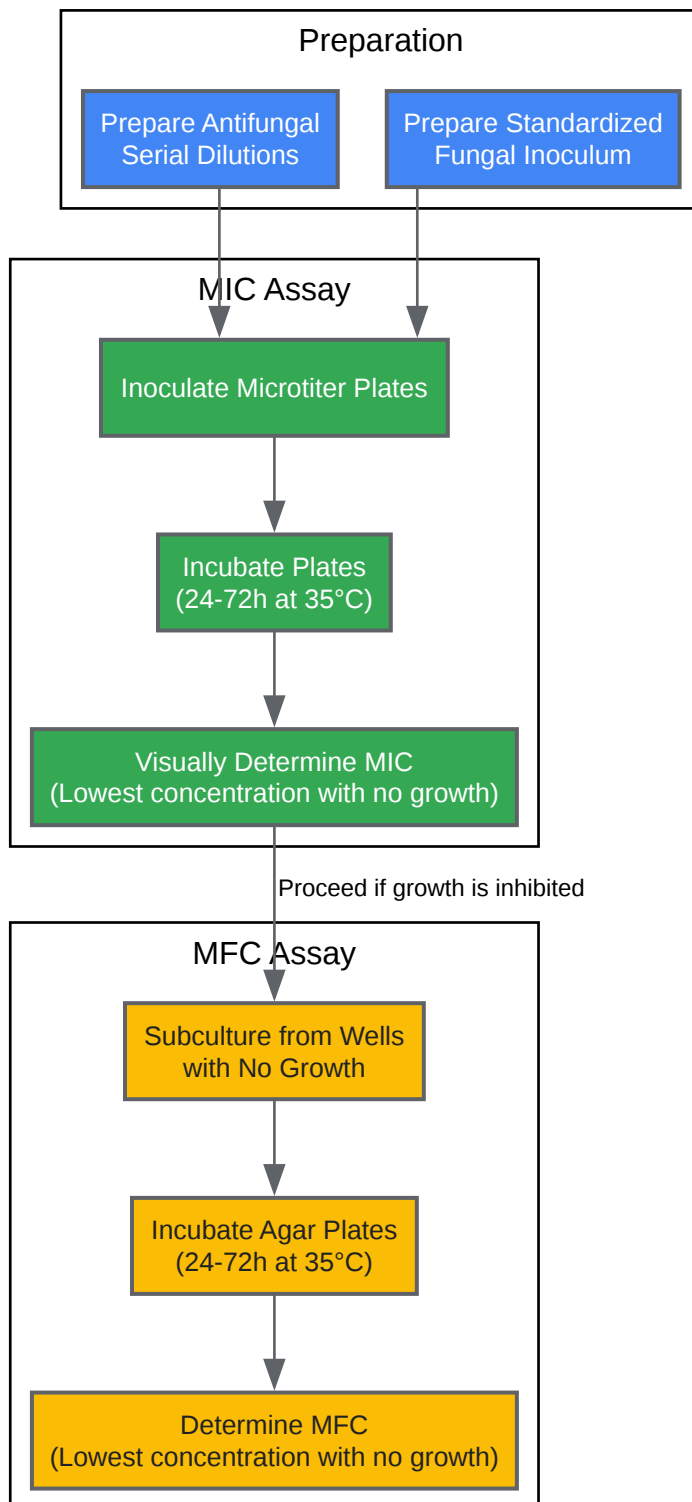 Preparation
Prepare Antifungal
Serial Dilutions
Prepare Standardized
Fungal Inoculum
MIC Assay
Inoculate Microtiter Plates
Incubate Plates
(24-72h at 35°C)
Visually Determine MIC
(Lowest concentration with no growth)
Proceed if growth is inhibited
MFC Assay
Subculture from Wells
with No Growth
Incubate Agar Plates
(24-72h at 35°C)
Determine MFC
(Lowest concentration with no growth)